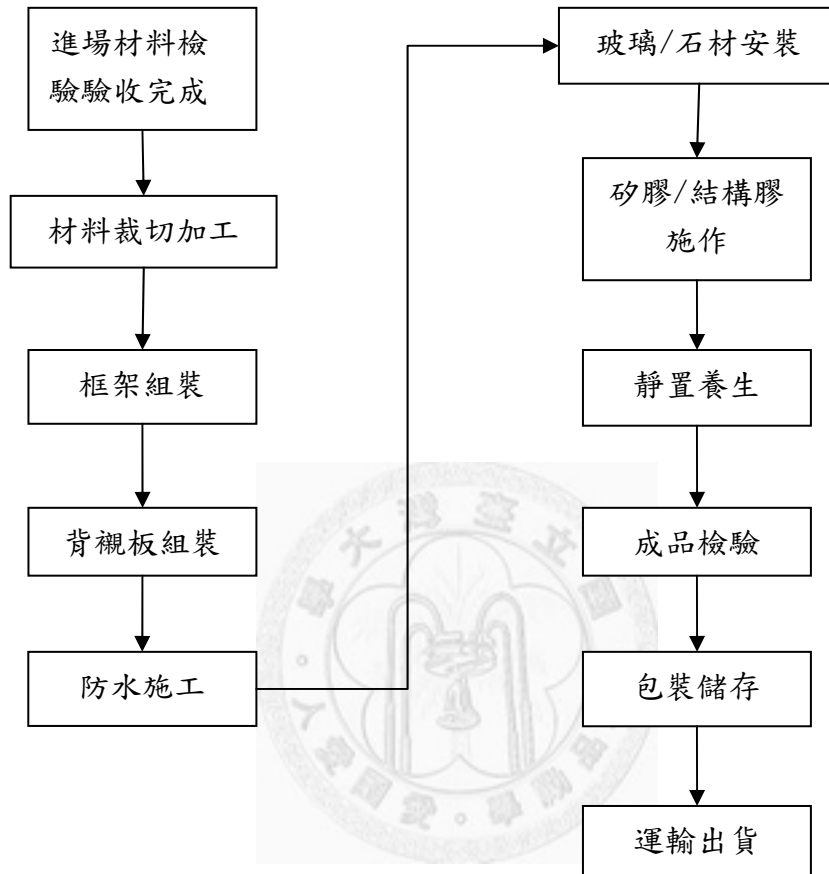 進場材料檢
驗驗收完成
材料裁切加工
框架組裝
背襯板組裝
防水施工
玻璃/石材安裝
矽膠/結構膠
施作
靜置養生
成品檢驗
包裝儲存
運輸出貨